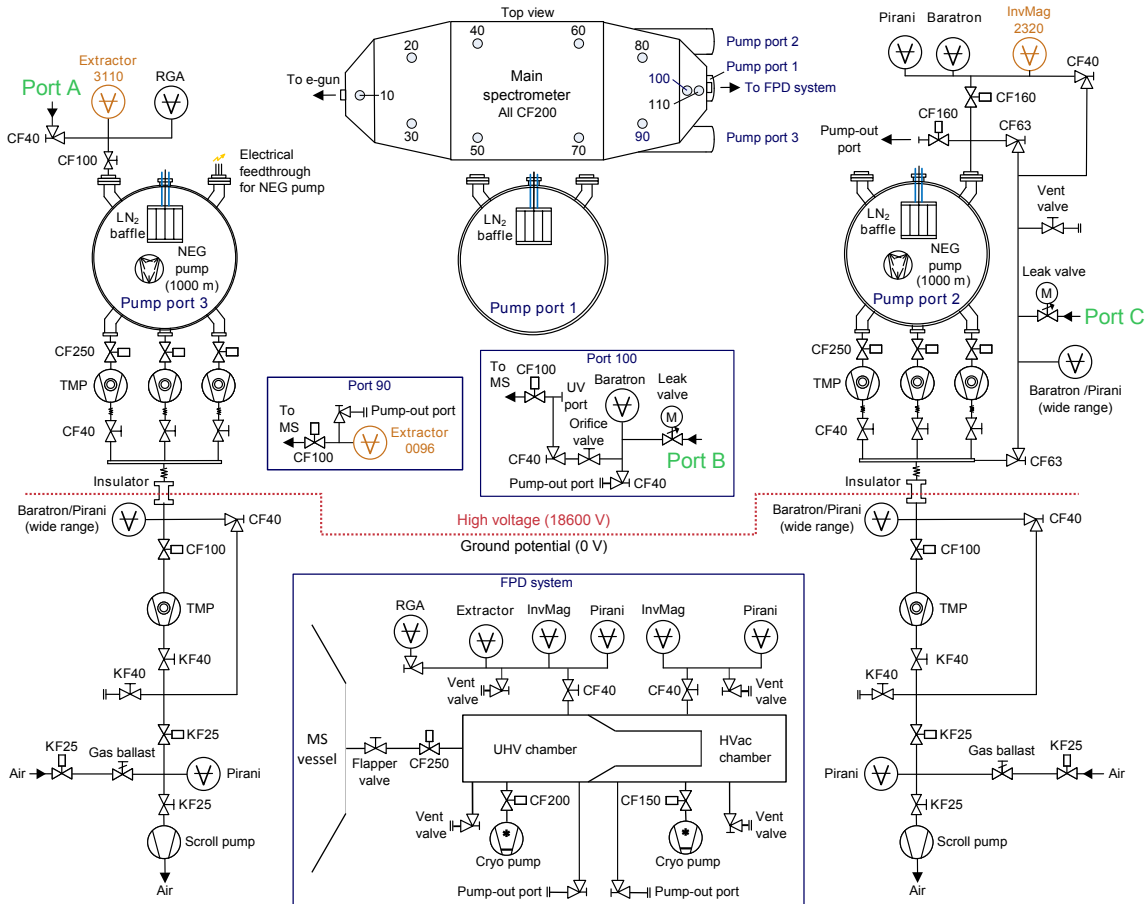 Top view
20
40
60
80
Main
spectrometer
All CF200
To e-gun
10
30
50
70
90
100
110
Pump port 2
Pump port 1
To FPD system
Pump port 3
Port A
Extractor
3110
RGA
CF40
CF100
Electrical
feedthrough
for NEG pump
LN2
baffle
NEG
pump
(1000 m)
Pump port 3
CF250
TMP
CF40
Insulator
LN2
baffle
Pump port 1
Pirani
Baratron
InvMag
2320
CF40
CF160
CF160
CF63
Pump-out
port
LN2
baffle
NEG
pump
(1000 m)
Pump port 2
Vent
valve
Leak valve
M
Port C
Baratron /Pirani
(wide range)
CF250
TMP
CF40
CF63
Insulator
Port 90
To
MS
Pump-out port
CF100
Extractor
0096
Port 100
To
MS
CF100
UV
port
Baratron
Leak
valve
M
Orifice
valve
CF40
Port B
Pump-out port
CF40
High voltage (18600 V)
Ground potential (0 V)
Baratron/Pirani
(wide range)
CF40
CF100
TMP
KF40
KF40
KF25
KF25
Gas ballast
Air
Pirani
KF25
Scroll pump
Air
FPD system
RGA
Extractor
InvMag
Pirani
InvMag
Pirani
Vent
valve
CF40
CF40
Vent
valve
MS
vessel
Flapper
valve
CF250
UHV chamber
HVac
chamber
Vent
valve
CF200
CF150
Vent
valve
Cryo pump
Cryo pump
Pump-out port
Pump-out port
Baratron/Pirani
(wide range)
CF40
CF100
TMP
KF40
KF40
KF25
Gas ballast
KF25
Pirani
Air
KF25
Scroll pump
Air